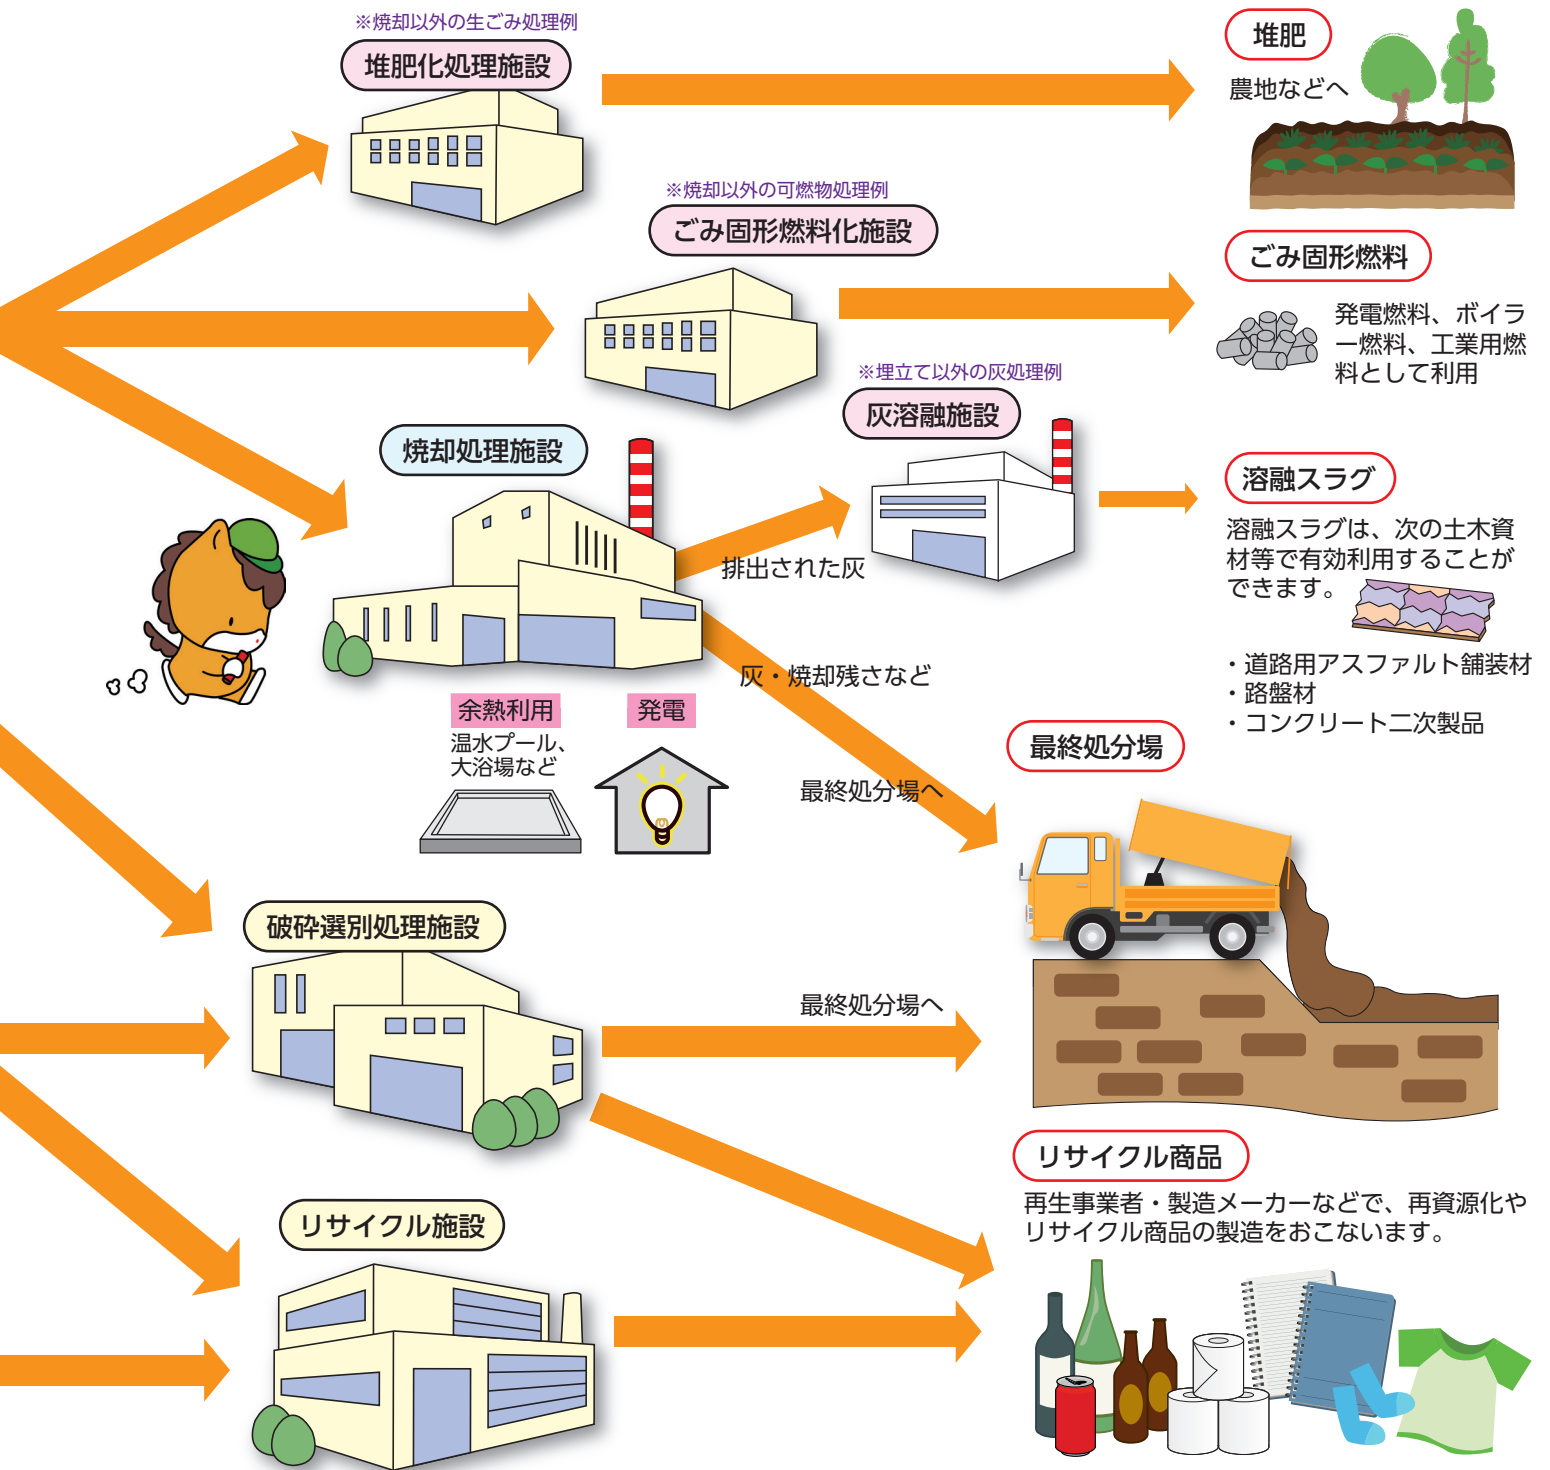 ※焼却以外の生ごみ処理例
堆肥化処理施設
堆肥
農地などへ
※焼却以外の可燃物処理例
ごみ固形燃料化施設
ごみ固形燃料
発電燃料、ボイラ
ー燃料、工業用燃
料として利用
※埋立て以外の灰処理例
灰溶融施設
焼却処理施設
排出された灰
溶融スラグ
溶融スラグは、次の土木資
材等で有効利用することが
できます。
・道路用アスファルト舗装材
・路盤材
・コンクリート二次製品
灰・焼却残さなど
余熱利用
温水プール、
大浴場など
発電
最終処分場へ
最終処分場
破砕選別処理施設
最終処分場へ
リサイクル商品
再生事業者・製造メーカーなどで、再資源化や
リサイクル商品の製造をおこないます。
リサイクル施設